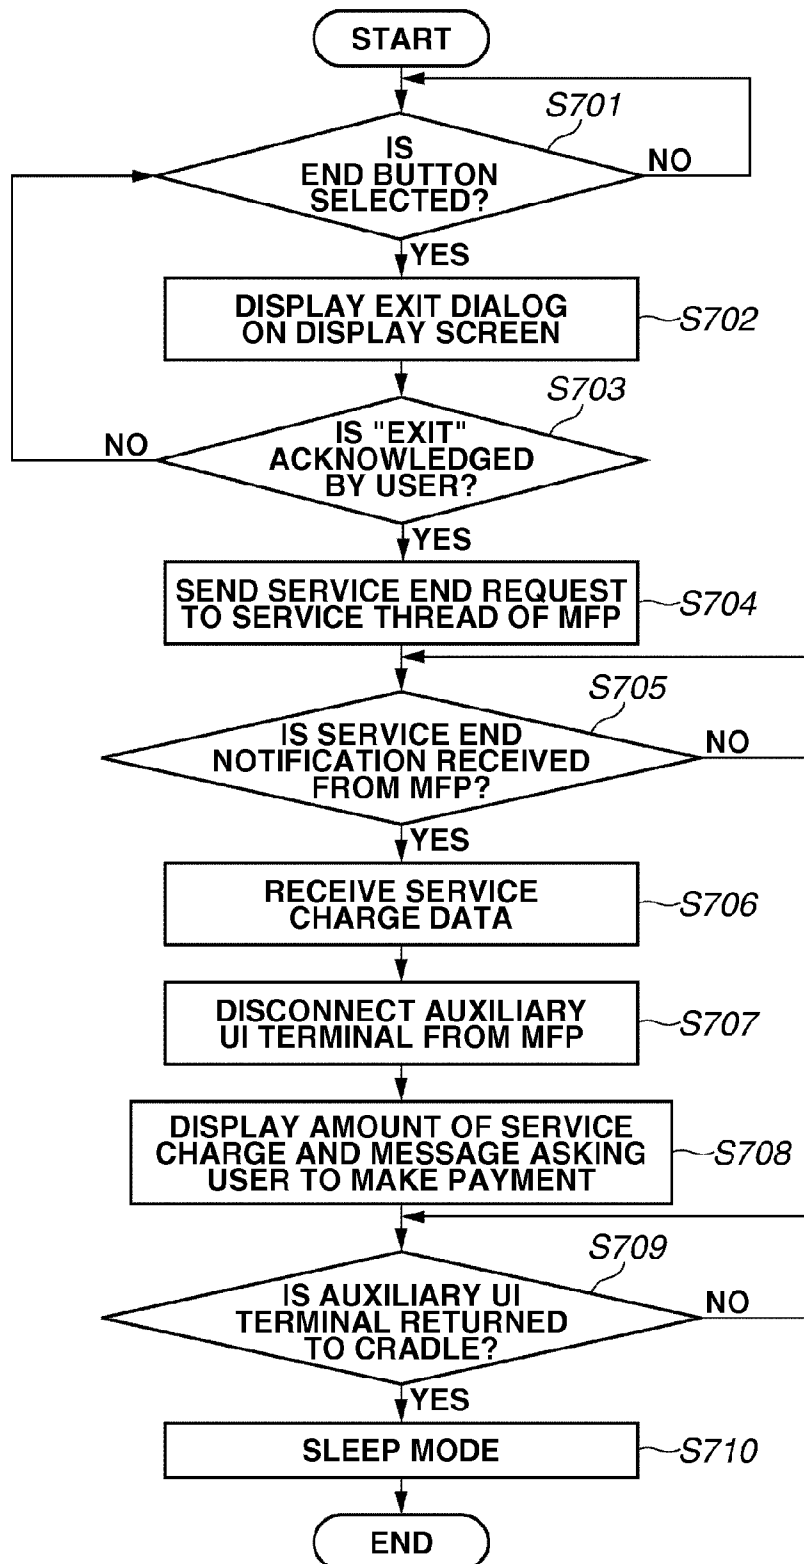 START
S701
IS
END BUTTON
SELECTED?
NO
YES
DISPLAY EXIT DIALOG
ON DISPLAY SCREEN
S702
S703
IS "EXIT"
ACKNOWLEDGED
BY USER?
NO
YES
SEND SERVICE END REQUEST
TO SERVICE THREAD OF MFP
S704
S705
IS SERVICE END
NOTIFICATION RECEIVED
FROM MFP?
NO
YES
RECEIVE SERVICE
CHARGE DATA
S706
DISCONNECT AUXILIARY
UI TERMINAL FROM MFP
S707
DISPLAY AMOUNT OF SERVICE
CHARGE AND MESSAGE ASKING
USER TO MAKE PAYMENT
S708
S709
IS AUXILIARY UI
TERMINAL RETURNED
TO CRADLE?
NO
YES
SLEEP MODE
S710
END